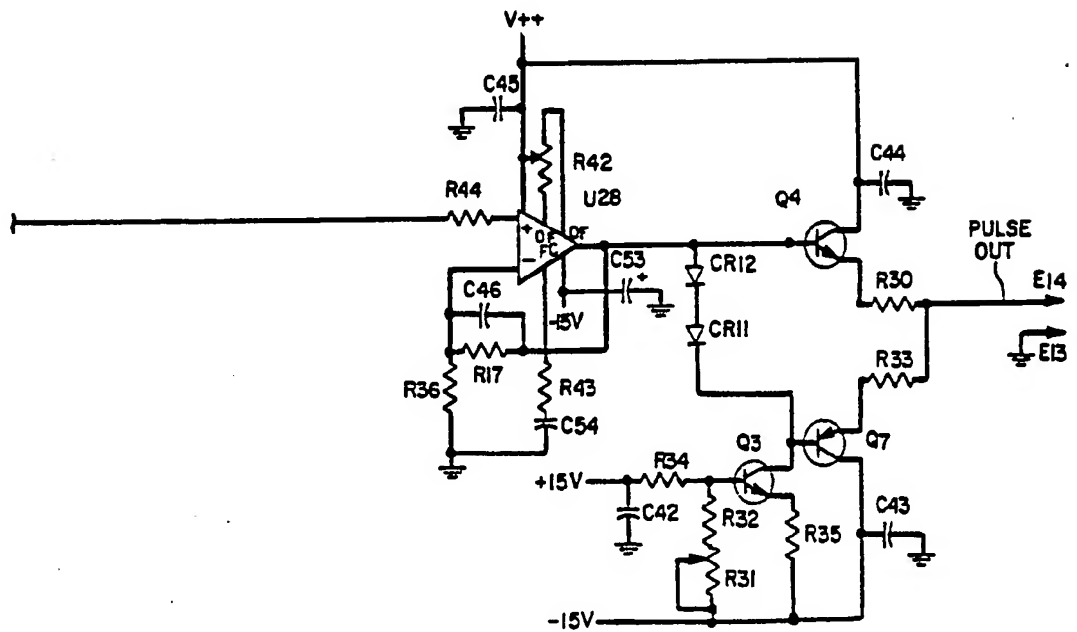 V++
C45
R42
C44
R44
U28
Q4
+
OF
OF
FC
−
C53
+
CR12
PULSE
OUT
R30
E14
C46
-15V
CR11
E13
R17
R33
R36
R43
C54
Q3
Q7
R34
+15V
C42
R32
C43
R35
R31
-15V